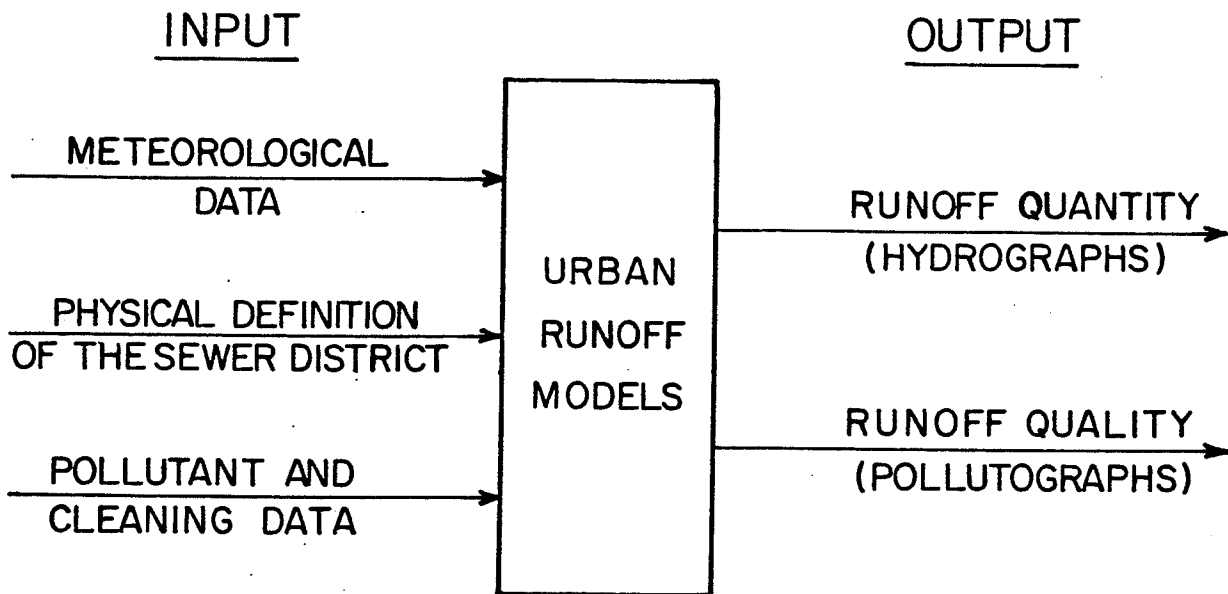 INPUT
METEOROLOGICAL
DATA
PHYSICAL DEFINITION
OF THE SEWER DISTRICT
POLLUTANT AND
CLEANING DATA
URBAN
RUNOFF
MODELS
OUTPUT
RUNOFF QUANTITY
(HYDROGRAPHS)
RUNOFF QUALITY
(POLLUTOGRAPHS)